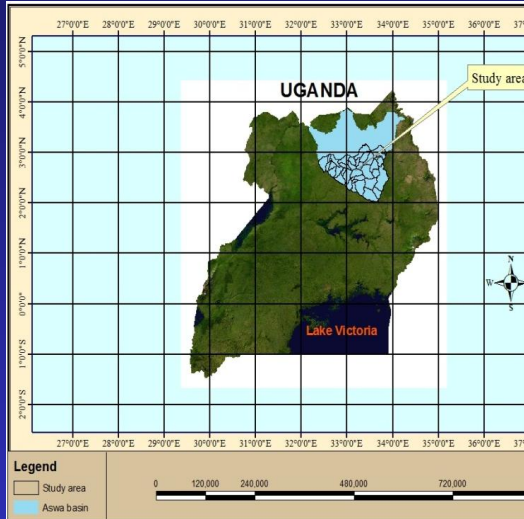 27°0'0"E 28°0'0"E 29°0'0"E 30°0'0"E 31°0'0"E 32°0'0"E 33°0'0"E 34°0'0"E 35°0'0"E 36°0'0"E
5°0'0"N
4°0'0"N
3°0'0"N
2°0'0"N
1°0'0"N
0°0'0"
1°0'0"S
2°0'0"S
UGANDA
Study area
N
W
S
Lake Victoria
27°0'0"E 28°0'0"E 29°0'0"E 30°0'0"E 31°0'0"E 32°0'0"E 33°0'0"E 34°0'0"E 35°0'0"E 36°0'0"E
Legend
Study area
Aswa basin
0 120,000 240,000 480,000 720,000